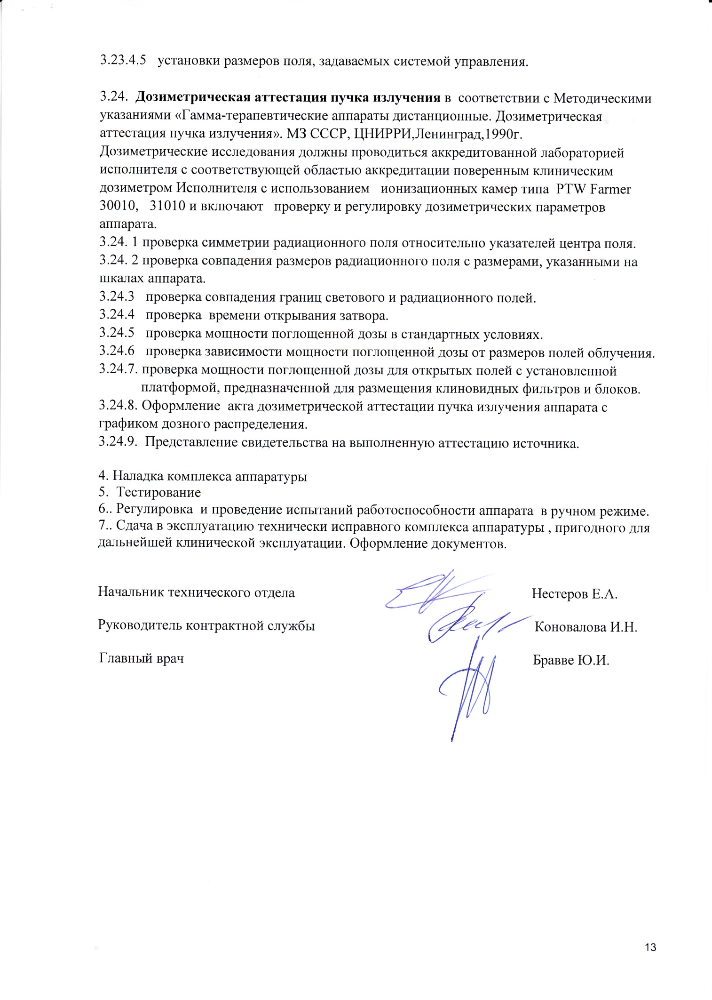 3.23.4.5 установки размеров поля, задаваемых системой управления.
3.24. Дозиметрическая аттестация пучка излучения в соответствии с Методическими
указаниями «Гамма-терапевтические аппараты дистанционные. Дозиметрическая
аттестация пучка излучения». МЗ СССР, ЦНИРРИ,Ленинград,1990г.
Дозиметрические исследования должны проводиться аккредитованной лабораторией
исполнителя с соответствующей областью аккредитации поверенным клиническим
дозиметром Исполнителя с использованием ионизационных камер типа PTW Farmer
30010, 31010 и включают проверку и регулировку дозиметрических параметров
аппарата.
3.24. 1 проверка симметрии радиационного поля относительно указателей центра поля.
3.24. 2 проверка совпадения размеров радиационного поля с размерами, указанными на
шкалах аппарата.
3.24.3 проверка совпадения границ светового и радиационного полей.
3.24.4 проверка времени открывания затвора.
3.24.5 проверка мощности поглощенной дозы в стандартных условиях.
3.24.6 проверка зависимости мощности поглощенной дозы от размеров полей облучения.
3.24.7. проверка мощности поглощенной дозы для открытых полей с установленной
платформой, предназначенной для размещения клиновидных фильтров и блоков.
3.24.8. Оформление акта дозиметрической аттестации пучка излучения аппарата с
графиком дозного распределения.
3.24.9. Представление свидетельства на выполненную аттестацию источника.
4. Наладка комплекса аппаратуры
5. Тестирование
6.. Регулировка и проведение испытаний работоспособности аппарата в ручном режиме.
7.. Сдача в эксплуатацию технически исправного комплекса аппаратуры , пригодного для
дальнейшей клинической эксплуатации. Оформление документов.
Начальник технического отдела Нестеров Е.А.
Руководитель контрактной службы Коновалова И.Н.
Главный врач Бравве Ю.И.
13